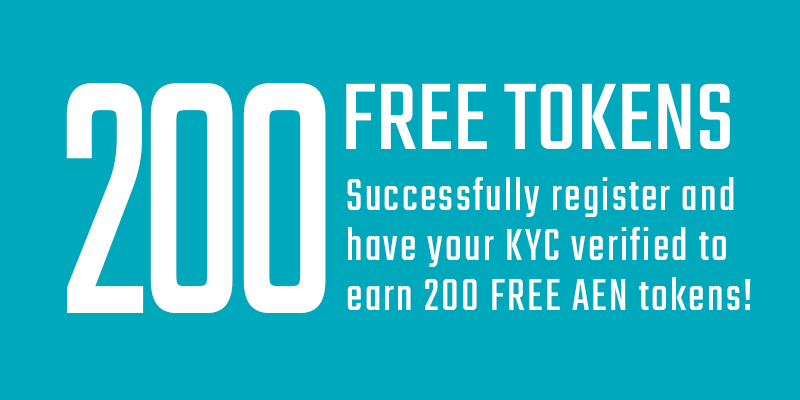 200
FREE TOKENS
Successfully register and
have your KYC verified to
earn 200 FREE AEN tokens!